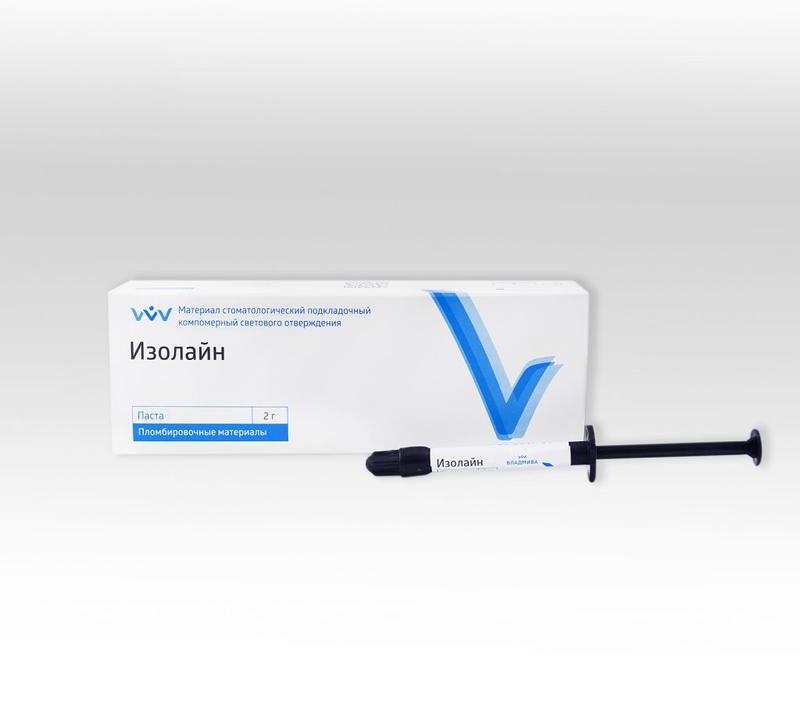 Материал стоматологический подкладочный
компомерный светового отверждения
Изолайн
Паста 2 г
Пломбировочные материалы
Изолайн
ВЛАДМИВА